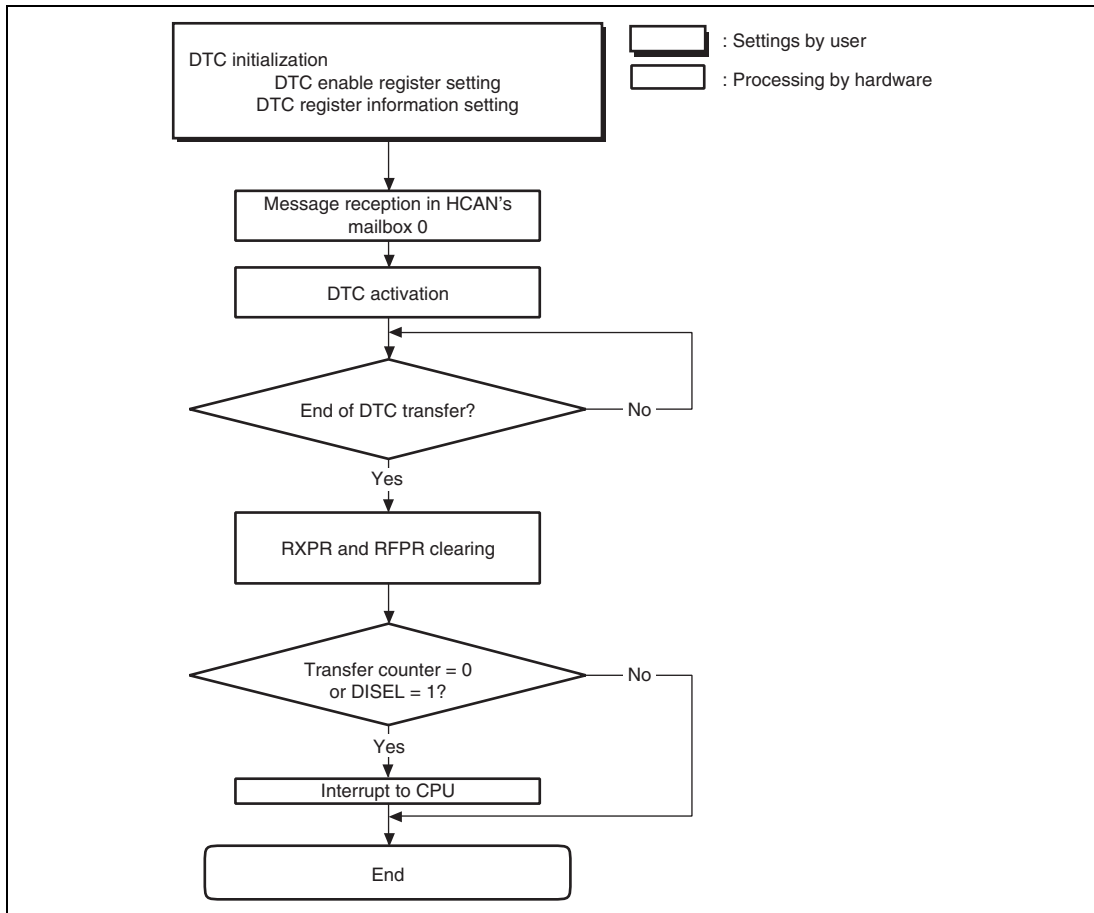 DTC initialization
DTC enable register setting
DTC register information setting
: Settings by user
: Processing by hardware
Message reception in HCAN's
mailbox 0
DTC activation
End of DTC transfer?
No
Yes
RXPR and RFPR clearing
Transfer counter = 0
or DISEL = 1?
No
Yes
Interrupt to CPU
End